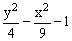 y²/4 − x²/9 − 1